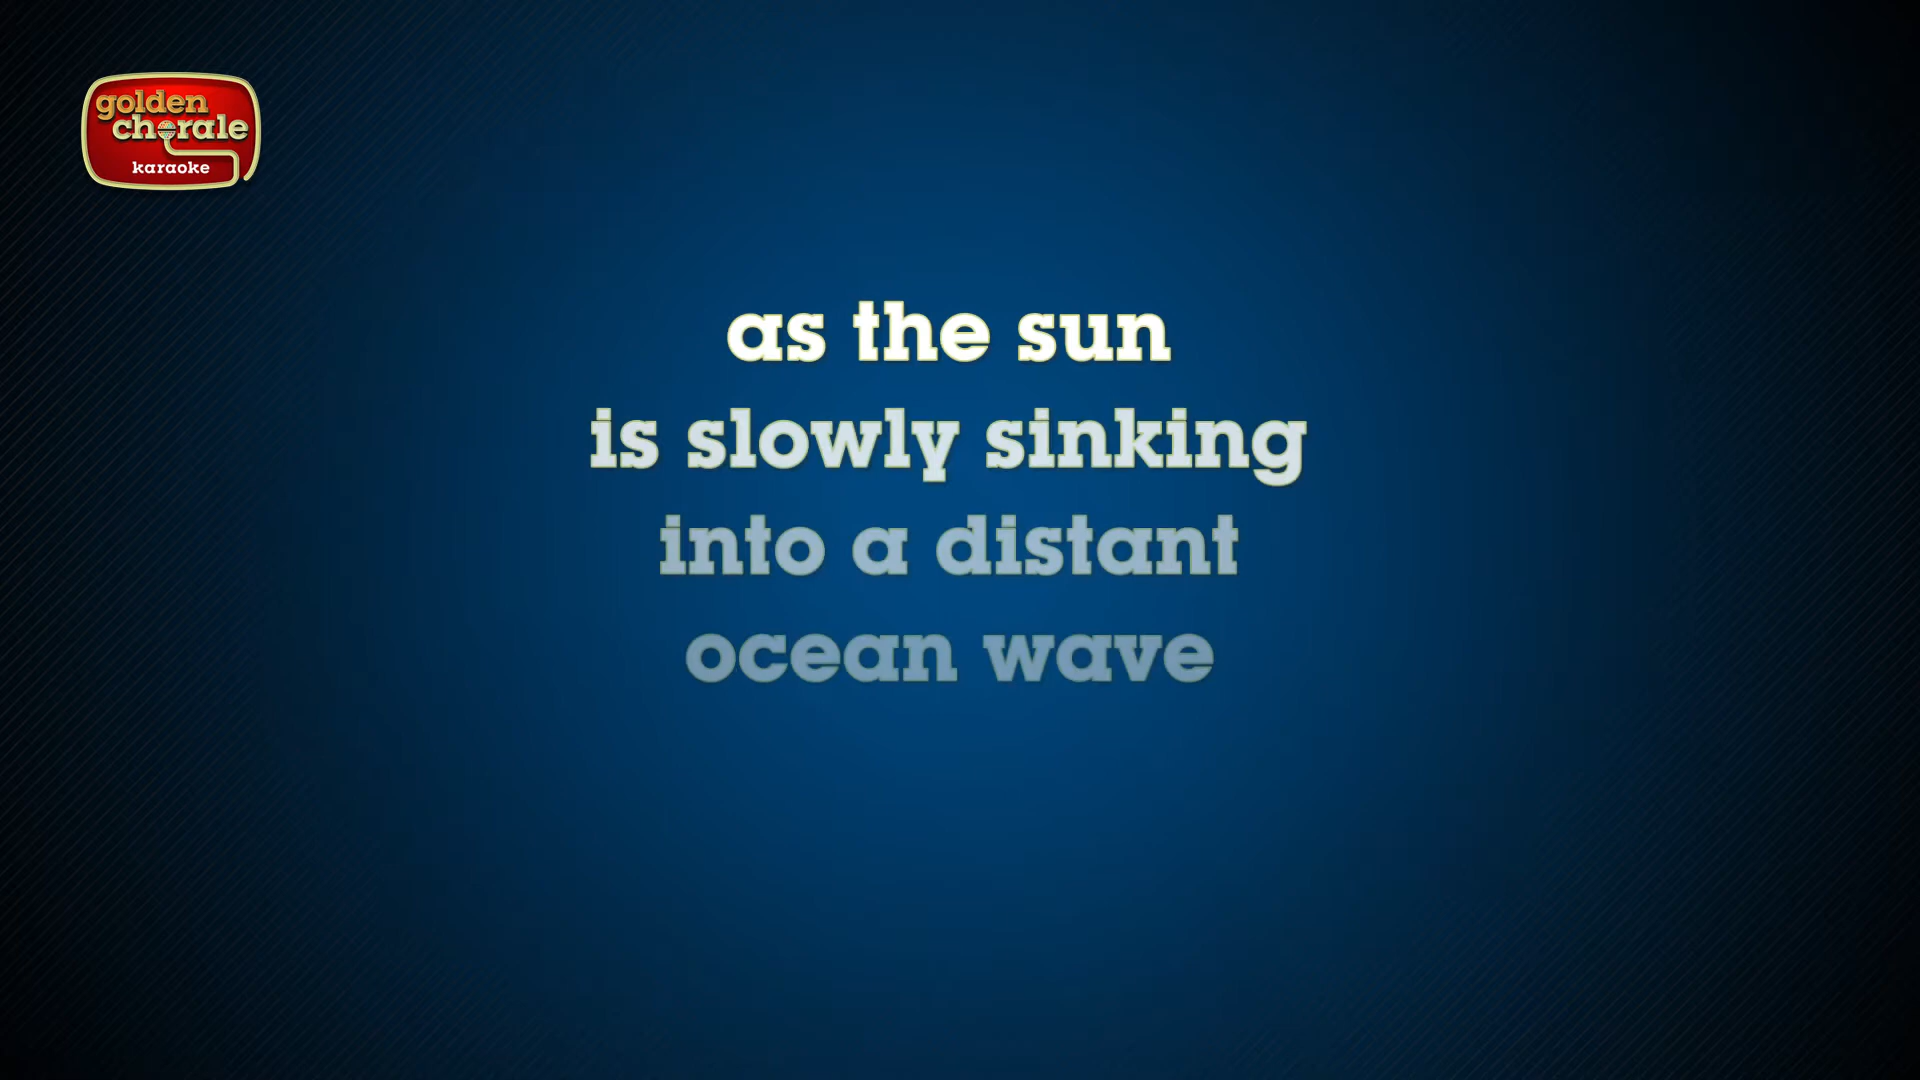 golden
chorale
karaoke
as the sun
is slowly sinking
into a distant
ocean wave